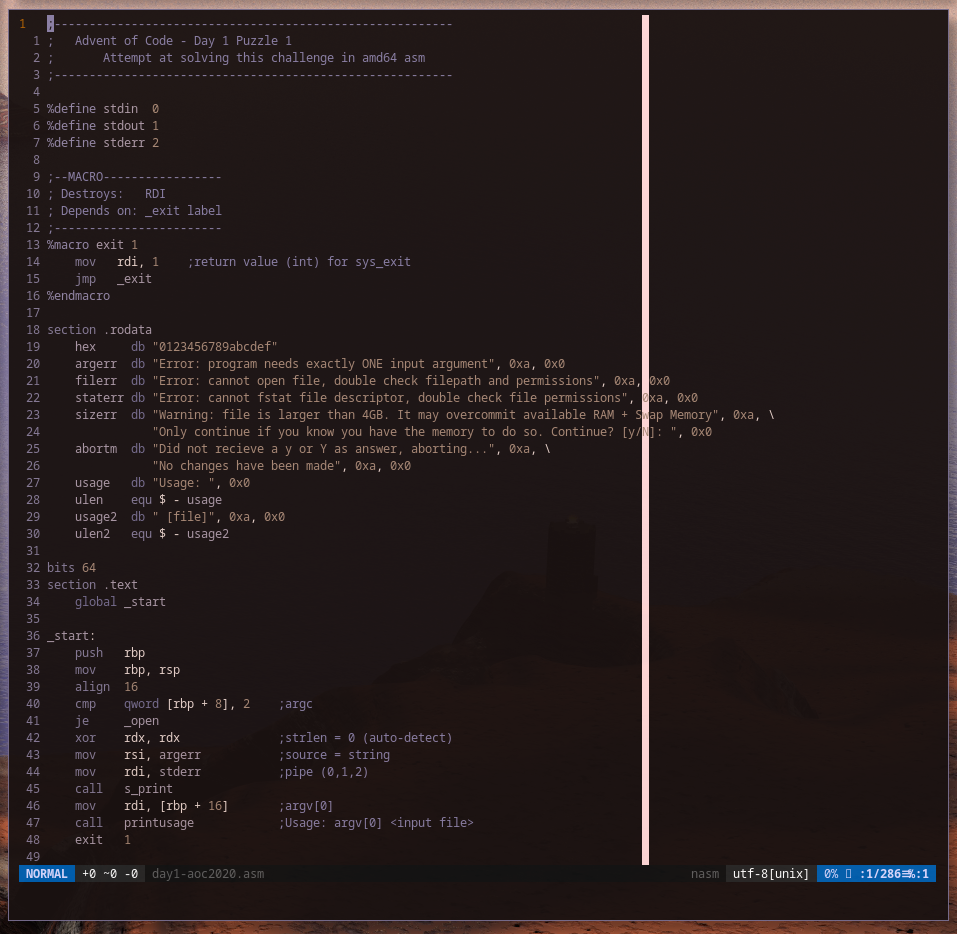 1   ;---------------------------------------------------------
  1 ;   Advent of Code - Day 1 Puzzle 1
  2 ;       Attempt at solving this challenge in amd64 asm
  3 ;---------------------------------------------------------
  4
  5 %define stdin  0
  6 %define stdout 1
  7 %define stderr 2
  8
  9 ;--MACRO-----------------
 10 ; Destroys:   RDI
 11 ; Depends on: _exit label
 12 ;------------------------
 13 %macro exit 1
 14     mov   rdi, 1    ;return value (int) for sys_exit
 15     jmp   _exit
 16 %endmacro
 17
 18 section .rodata
 19     hex     db "0123456789abcdef"
 20     argerr  db "Error: program needs exactly ONE input argument", 0xa, 0x0
 21     filerr  db "Error: cannot open file, double check filepath and permissions", 0xa, 0x0
 22     staterr db "Error: cannot fstat file descriptor, double check file permissions", 0xa, 0x0
 23     sizerr  db "Warning: file is larger than 4GB. It may overcommit available RAM + Swap Memory", 0xa, \
 24                "Only continue if you know you have the memory to do so. Continue? [y/N]: ", 0x0
 25     abortm  db "Did not recieve a y or Y as answer, aborting...", 0xa, \
 26                "No changes have been made", 0xa, 0x0
 27     usage   db "Usage: ", 0x0
 28     ulen    equ $ - usage
 29     usage2  db " [file]", 0xa, 0x0
 30     ulen2   equ $ - usage2
 31
 32 bits 64
 33 section .text
 34     global _start
 35
 36 _start:
 37     push   rbp
 38     mov    rbp, rsp
 39     align  16
 40     cmp    qword [rbp + 8], 2    ;argc
 41     je     _open
 42     xor    rdx, rdx              ;strlen = 0 (auto-detect)
 43     mov    rsi, argerr           ;source = string
 44     mov    rdi, stderr           ;pipe (0,1,2)
 45     call   s_print
 46     mov    rdi, [rbp + 16]       ;argv[0]
 47     call   printusage            ;Usage: argv[0] <input file>
 48     exit   1
 49
NORMAL +0 ~0 -0 day1-aoc2020.asm nasm utf-8[unix] 0% :1/286≡℅:1